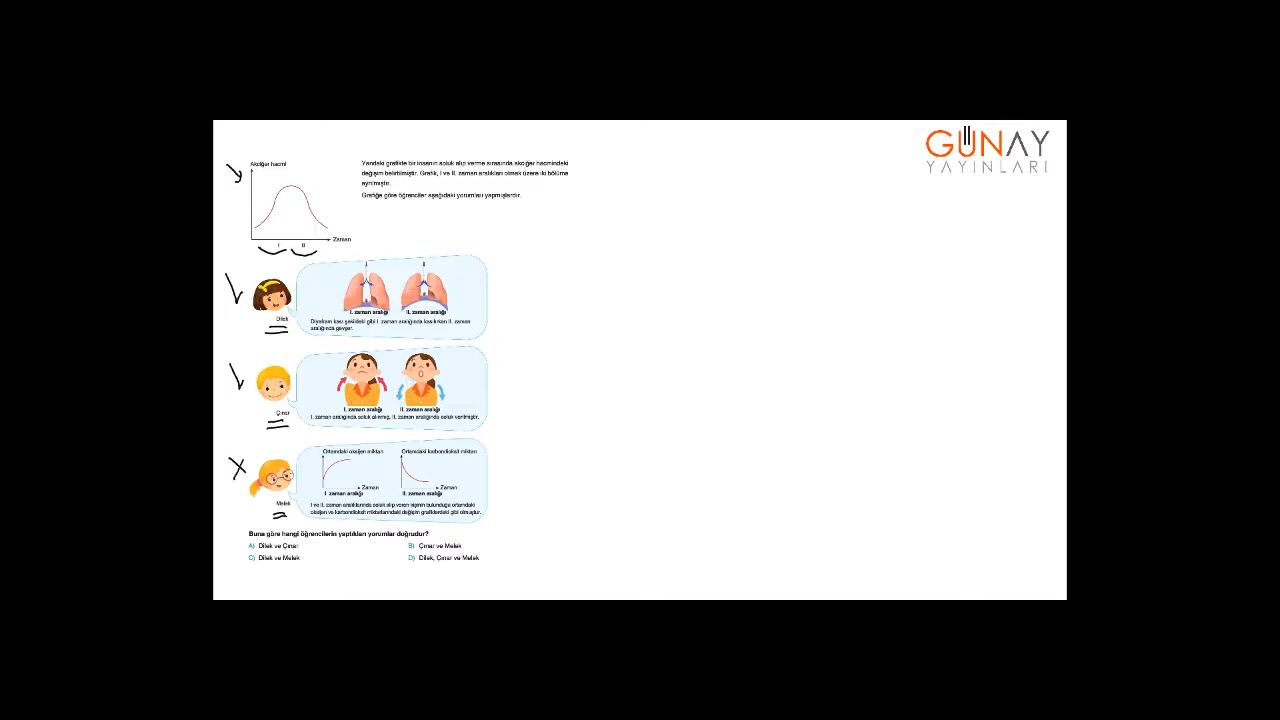 GÜNAY
YAYINLARI
Akciğer hacmi
Yandaki grafikte bir insanın soluk alıp verme sırasında akciğer hacmindeki
değişim belirtilmiştir. Grafik, I ve II. zaman aralıkları olmak üzere iki bölüme
ayrılmıştır.
Grafiğe göre öğrenciler aşağıdaki yorumları yapmışlardır.
Zaman
I II
I. zaman aralığı II. zaman aralığı
Dilek
Diyafram kası şekildeki gibi I. zaman aralığında kasılırken II. zaman
aralığında gevşer.
I. zaman aralığı II. zaman aralığı
Çınar
I. zaman aralığında soluk alınmış, II. zaman aralığında soluk verilmiştir.
Ortamdaki oksijen miktarı Ortamdaki karbondioksit miktarı
Zaman Zaman
I. zaman aralığı II. zaman aralığı
Melek
I ve II. zaman aralıklarında soluk alıp veren kişinin bulunduğu ortamdaki
oksijen ve karbondioksit miktarlarındaki değişim grafiklerdeki gibi olmuştur.
Buna göre hangi öğrencilerin yaptıkları yorumlar doğrudur?
A) Dilek ve Çınar B) Çınar ve Melek
C) Dilek ve Melek D) Dilek, Çınar ve Melek